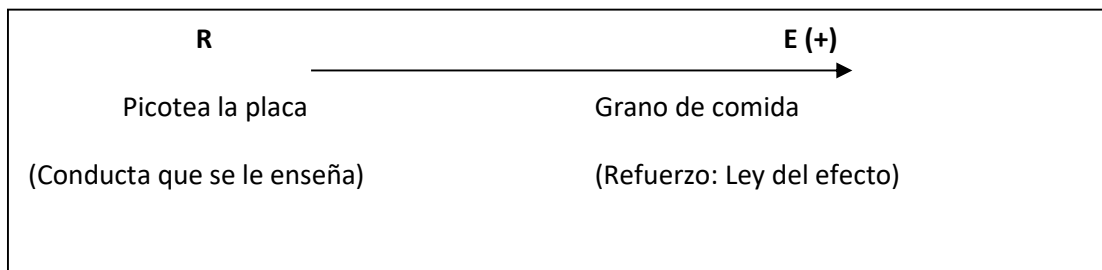 R E (+)
Picotea la placa Grano de comida
(Conducta que se le enseña) (Refuerzo: Ley del efecto)